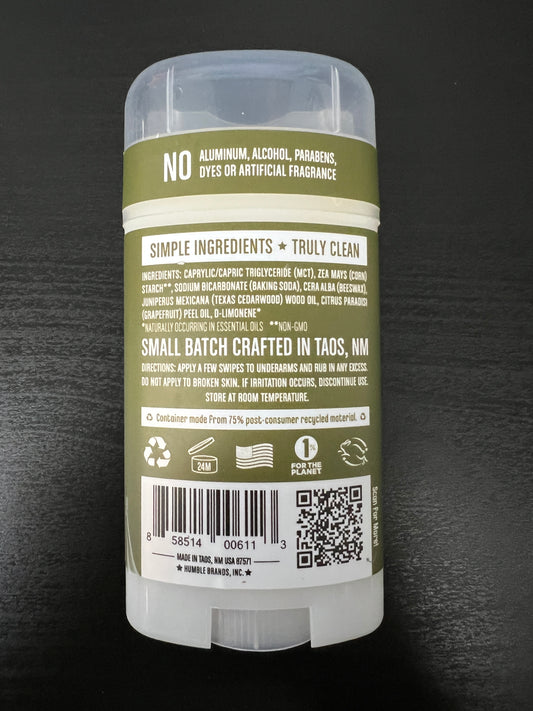 NO ALUMINUM, ALCOHOL, PARABENS,
DYES OR ARTIFICIAL FRAGRANCE
SIMPLE INGREDIENTS ★ TRULY CLEAN
INGREDIENTS: CAPRYLIC/CAPRIC TRIGLYCERIDE (MCT), ZEA MAYS (CORN)
STARCH**, SODIUM BICARBONATE (BAKING SODA), CERA ALBA (BEESWAX),
JUNIPERUS MEXICANA (TEXAS CEDARWOOD) WOOD OIL, CITRUS PARADISI
(GRAPEFRUIT) PEEL OIL, D-LIMONENE*
*NATURALLY OCCURRING IN ESSENTIAL OILS **NON-GMO
SMALL BATCH CRAFTED IN TAOS, NM
DIRECTIONS: APPLY A FEW SWIPES TO UNDERARMS AND RUB IN ANY EXCESS.
DO NOT APPLY TO BROKEN SKIN. IF IRRITATION OCCURS, DISCONTINUE USE.
STORE AT ROOM TEMPERATURE.
Container made from 75% post-consumer recycled material.
24M
1%
FOR THE
PLANET
8 58514 00611 3
Scan For More!
MADE IN TAOS, NM USA 87571
★ HUMBLE BRANDS, INC. ★